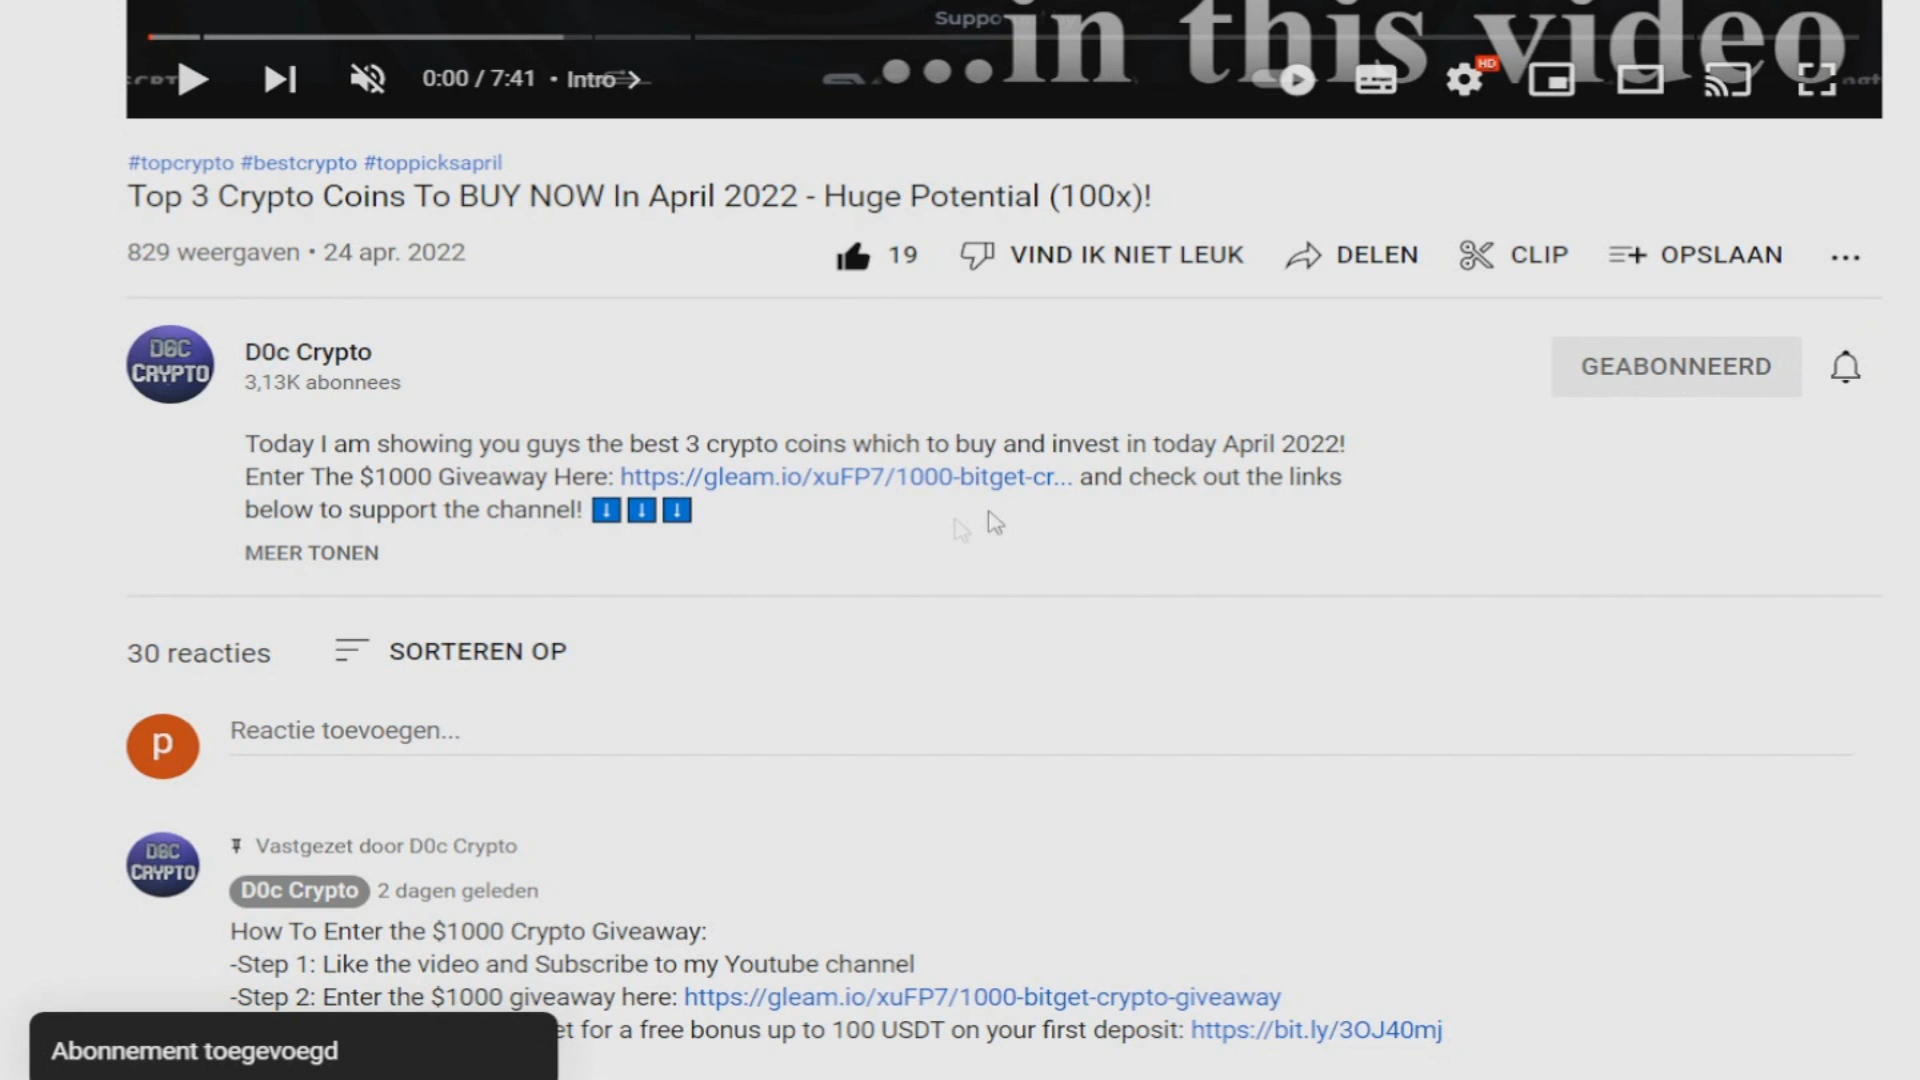 Suppo
...in this video
0:00 / 7:41 • Intro
HD
#topcrypto #bestcrypto #toppicksapril
Top 3 Crypto Coins To BUY NOW In April 2022 - Huge Potential (100x)!
829 weergaven • 24 apr. 2022
19 VIND IK NIET LEUK DELEN CLIP OPSLAAN ...
D0C CRYPTO
D0c Crypto
3,13K abonnees
GEABONNEERD
Today I am showing you guys the best 3 crypto coins which to buy and invest in today April 2022!
Enter The $1000 Giveaway Here: https://gleam.io/xuFP7/1000-bitget-cr... and check out the links
below to support the channel! ⬇⬇⬇
MEER TONEN
30 reacties SORTEREN OP
p
Reactie toevoegen...
D0C CRYPTO
Vastgezet door D0c Crypto
D0c Crypto 2 dagen geleden
How To Enter the $1000 Crypto Giveaway:
-Step 1: Like the video and Subscribe to my Youtube channel
-Step 2: Enter the $1000 giveaway here: https://gleam.io/xuFP7/1000-bitget-crypto-giveaway
et for a free bonus up to 100 USDT on your first deposit: https://bit.ly/3OJ40mj
Abonnement toegevoegd